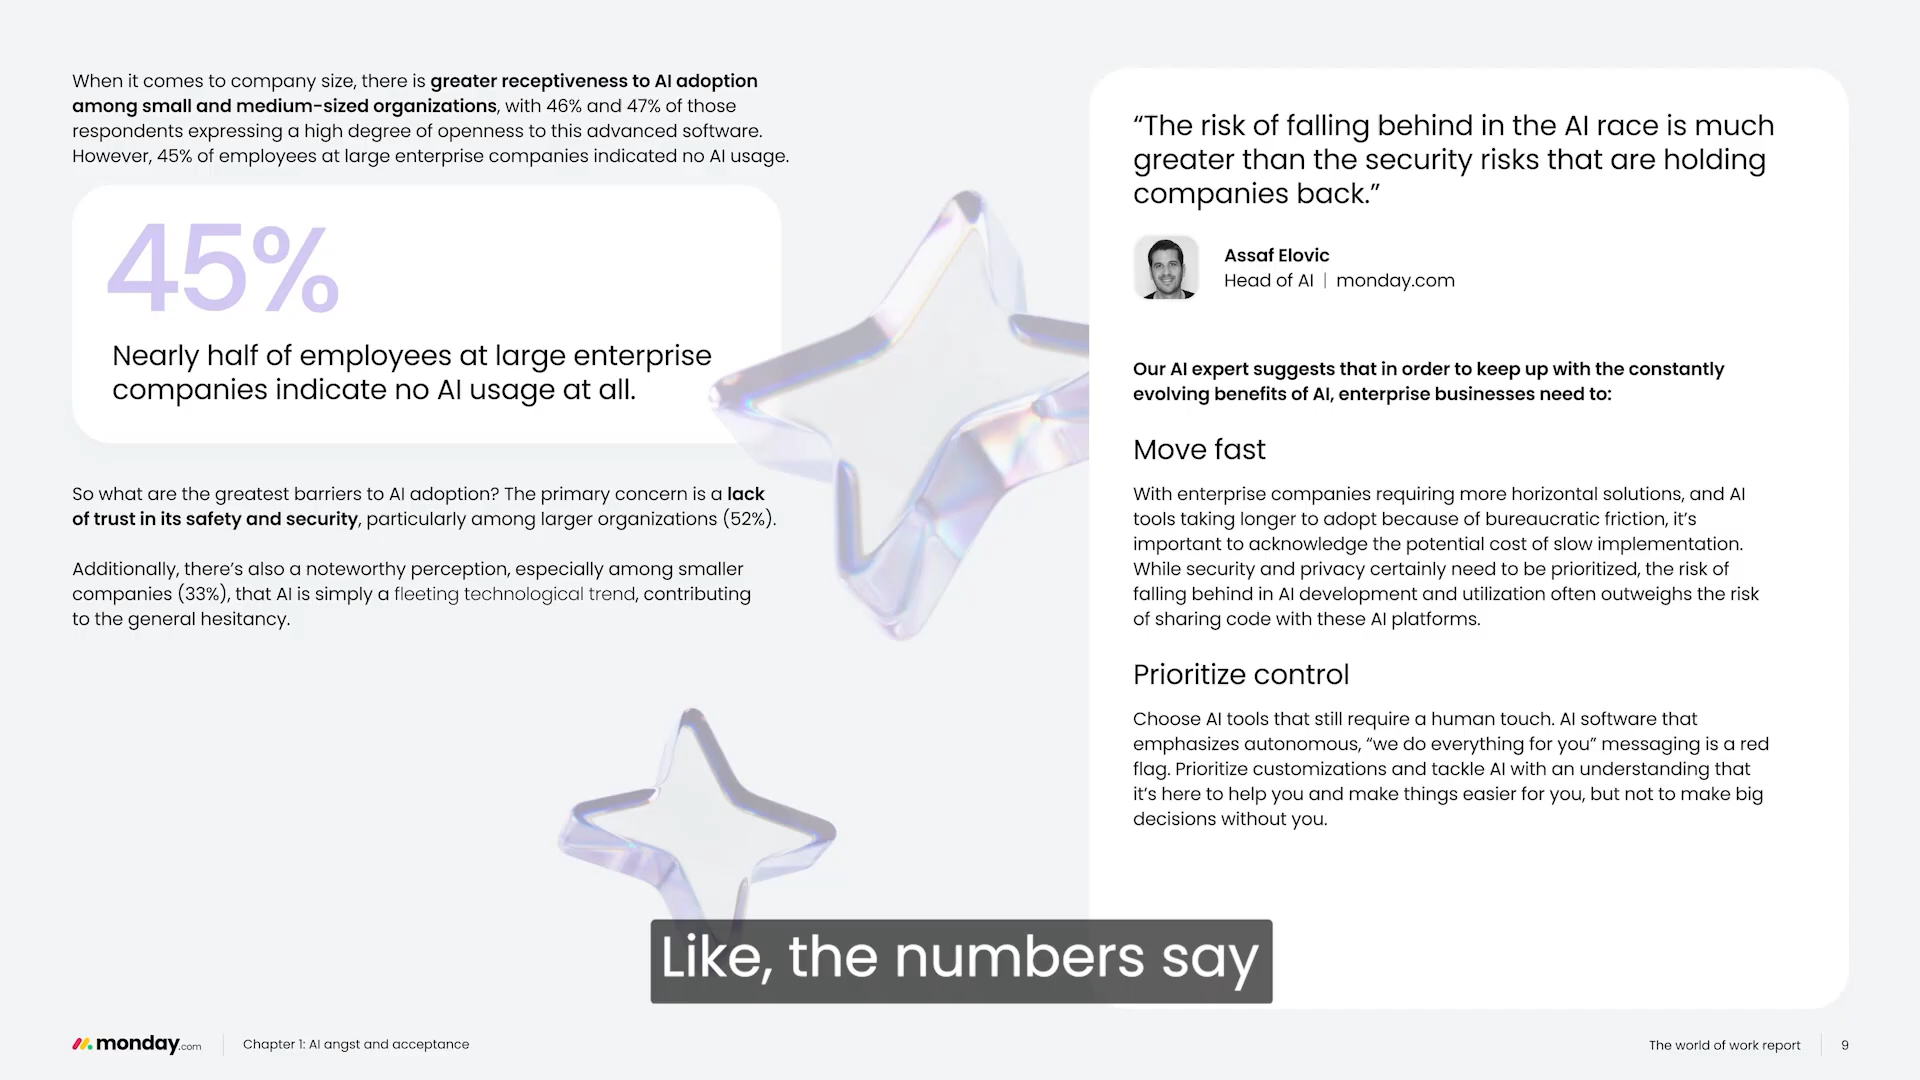 When it comes to company size, there is greater receptiveness to AI adoption
among small and medium-sized organizations, with 46% and 47% of those
respondents expressing a high degree of openness to this advanced software.
However, 45% of employees at large enterprise companies indicated no AI usage.
45%
Nearly half of employees at large enterprise
companies indicate no AI usage at all.
So what are the greatest barriers to AI adoption? The primary concern is a lack
of trust in its safety and security, particularly among larger organizations (52%).
Additionally, there’s also a noteworthy perception, especially among smaller
companies (33%), that AI is simply a fleeting technological trend, contributing
to the general hesitancy.
“The risk of falling behind in the AI race is much
greater than the security risks that are holding
companies back.”
Assaf Elovic
Head of AI | monday.com
Our AI expert suggests that in order to keep up with the constantly
evolving benefits of AI, enterprise businesses need to:
Move fast
With enterprise companies requiring more horizontal solutions, and AI
tools taking longer to adopt because of bureaucratic friction, it’s
important to acknowledge the potential cost of slow implementation.
While security and privacy certainly need to be prioritized, the risk of
falling behind in AI development and utilization often outweighs the risk
of sharing code with these AI platforms.
Prioritize control
Choose AI tools that still require a human touch. AI software that
emphasizes autonomous, “we do everything for you” messaging is a red
flag. Prioritize customizations and tackle AI with an understanding that
it’s here to help you and make things easier for you, but not to make big
decisions without you.
Like, the numbers say
monday.com
Chapter 1: AI angst and acceptance
The world of work report
9